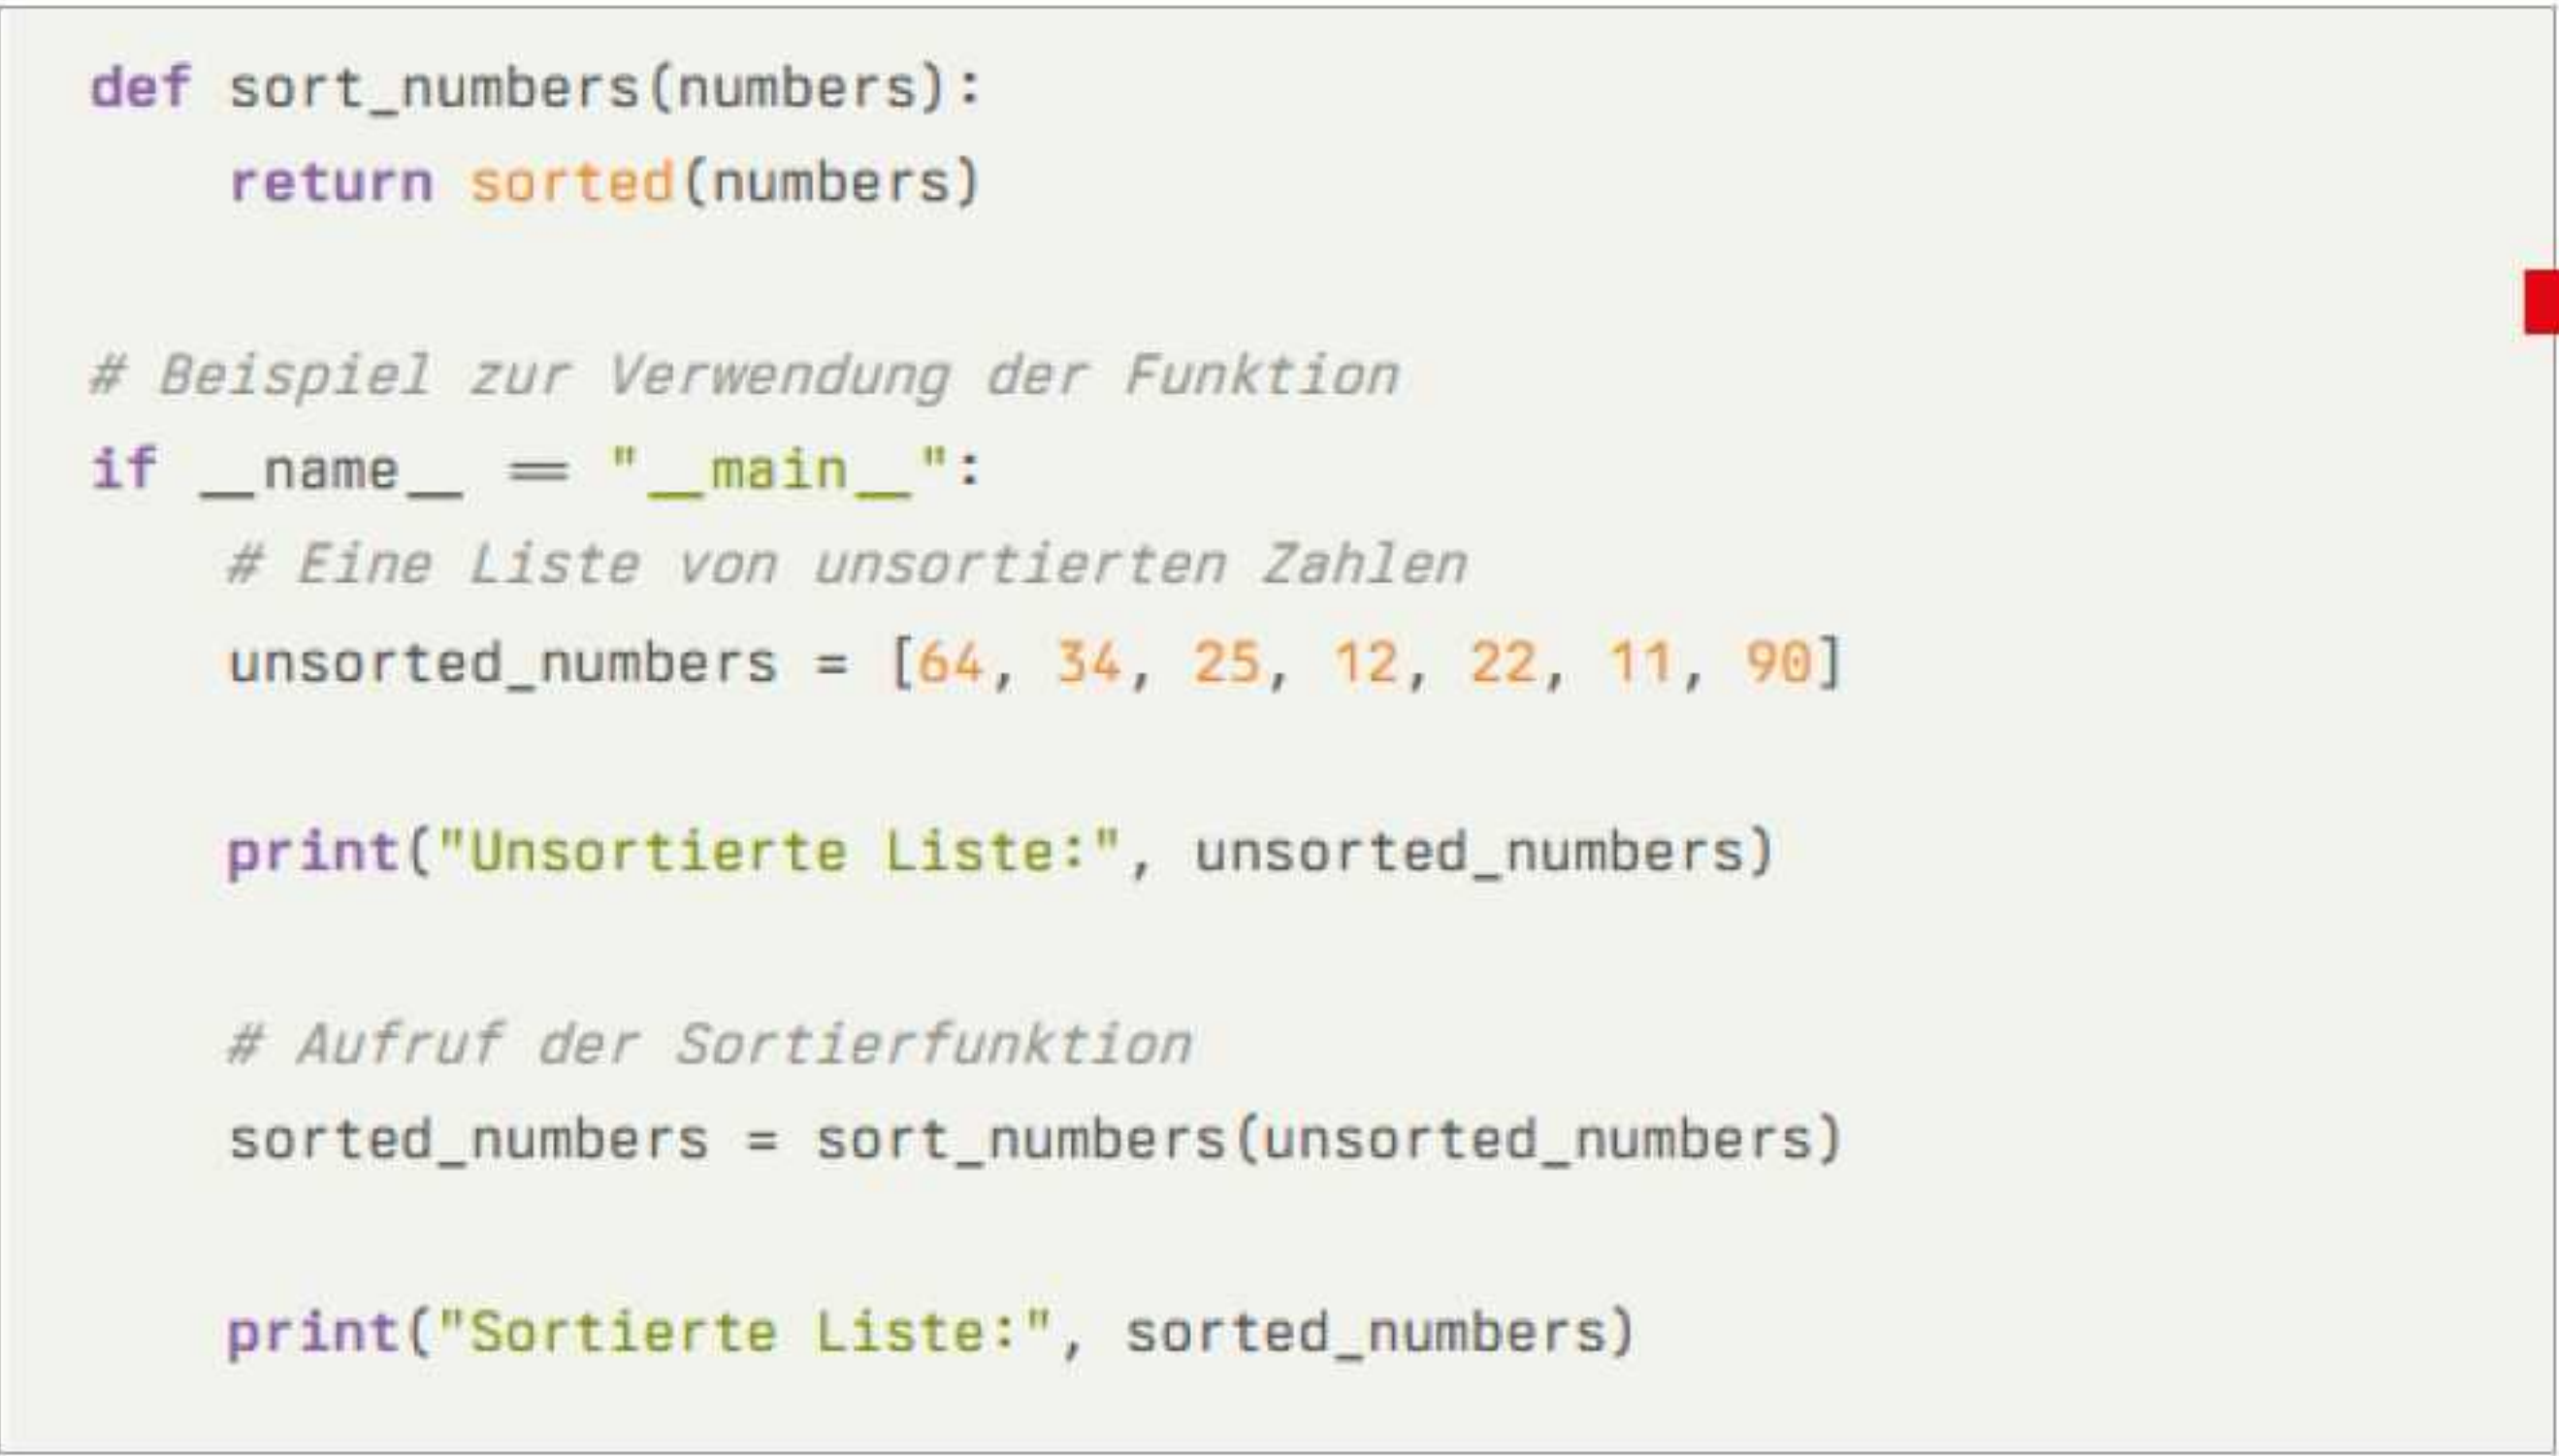 def sort_numbers(numbers):
    return sorted(numbers)
# Beispiel zur Verwendung der Funktion
if __name__ == "__main__":
    # Eine Liste von unsortierten Zahlen
    unsorted_numbers = [64, 34, 25, 12, 22, 11, 90]
    print("Unsortierte Liste:", unsorted_numbers)
    # Aufruf der Sortierfunktion
    sorted_numbers = sort_numbers(unsorted_numbers)
    print("Sortierte Liste:", sorted_numbers)